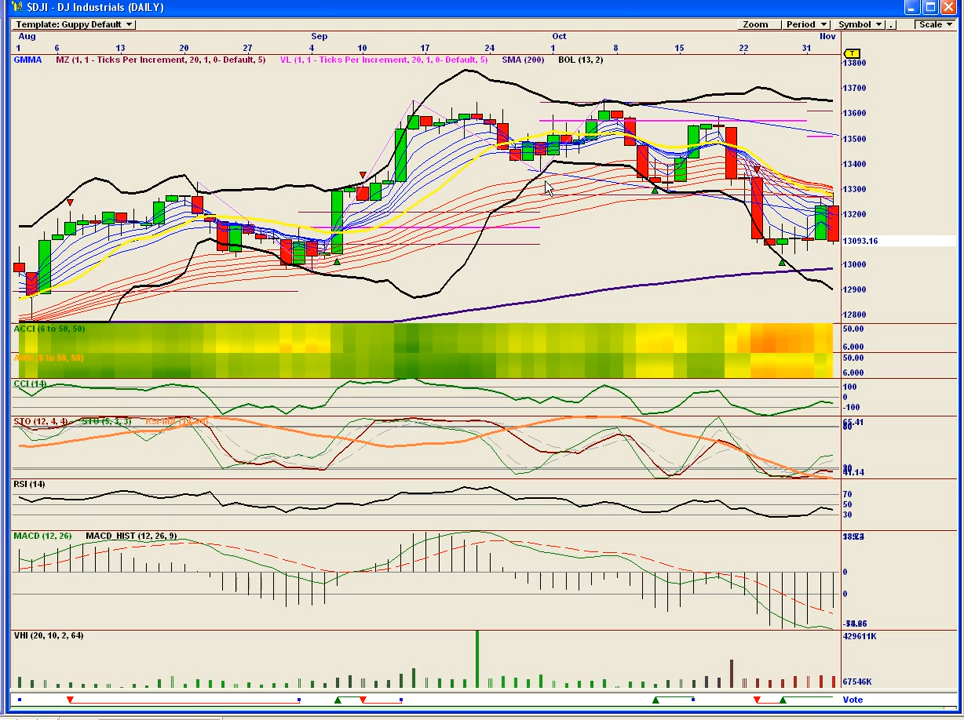 $DJI - DJ Industrials (DAILY)
Template: Guppy Default Zoom Period Symbol . Scale
Aug Sep Oct Nov
1 6 13 20 4 10 17 24 1 8 15 22 31
GMMA MZ (1, 1 - Ticks Per Increment, 20, 1, 0- Default, 5) VL (1, 1 - Ticks Per Increment, 20, 1, 0- Default, 5) SMA (200) BOL (13, 2)
T
13800
13700
13600
13500
13400
13300
13200
13093.16
13000
12900
12800
ACCI (6 to 50, 50) 50.00
6.000
50.00
6.000
CCI (14) 100
0
-100
STO (12, 4, 4)
80
41.14
RSI (14) 70
50
30
MACD (12, 26) MACD_HIST (12, 26, 9)
0
0
VHI (20, 10, 2, 64) 429611K
67546K
Vote